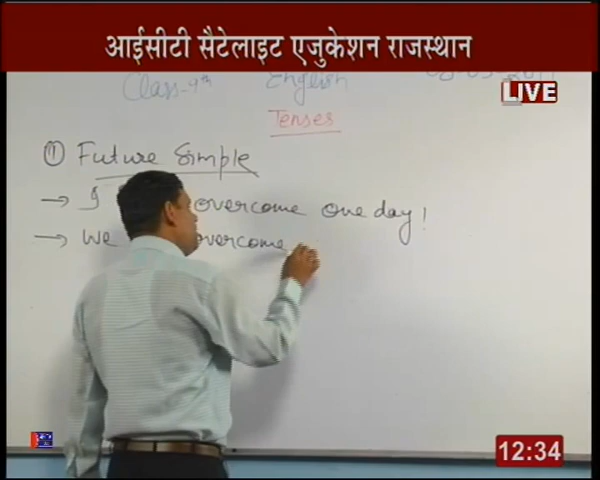 आईसीटी सैटेलाइट एजुकेशन राजस्थान
Class-9th English
LIVE
Tenses
① Future Simple
→ I overcome one day!
→ We overcome
12:34